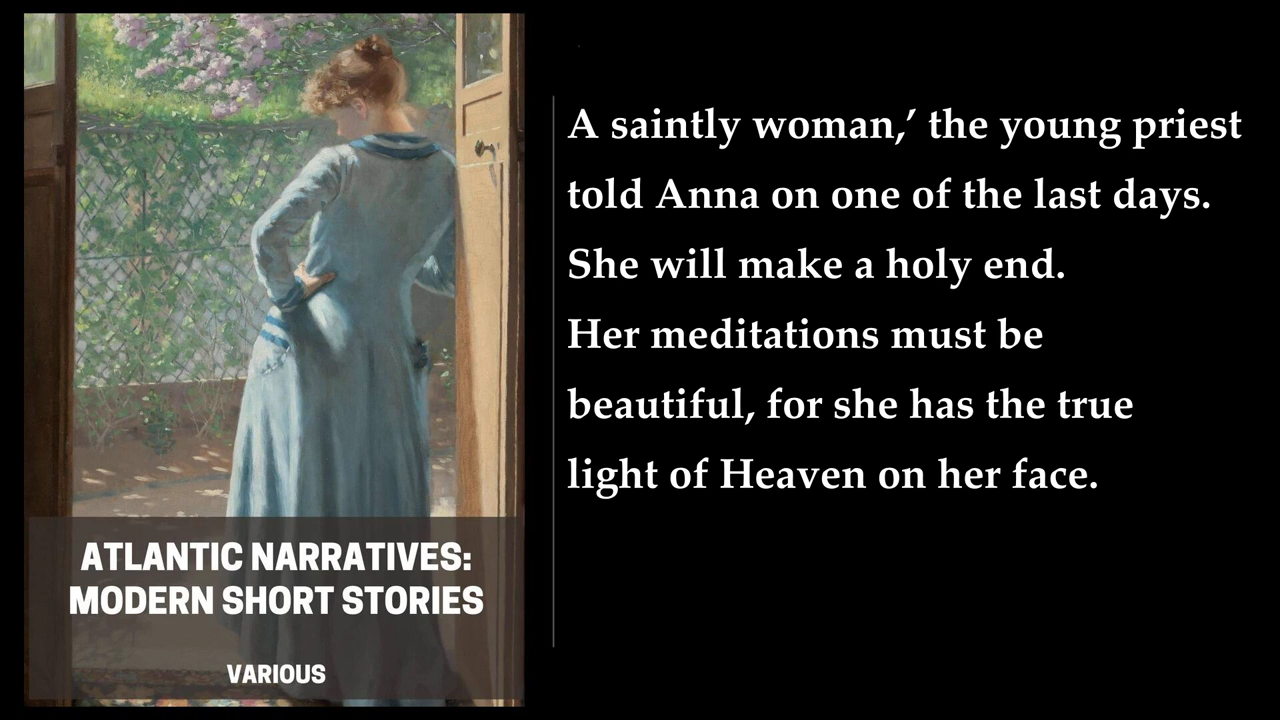 A saintly woman,’ the young priest
told Anna on one of the last days.
She will make a holy end.
Her meditations must be
beautiful, for she has the true
light of Heaven on her face.
ATLANTIC NARRATIVES:
MODERN SHORT STORIES
VARIOUS